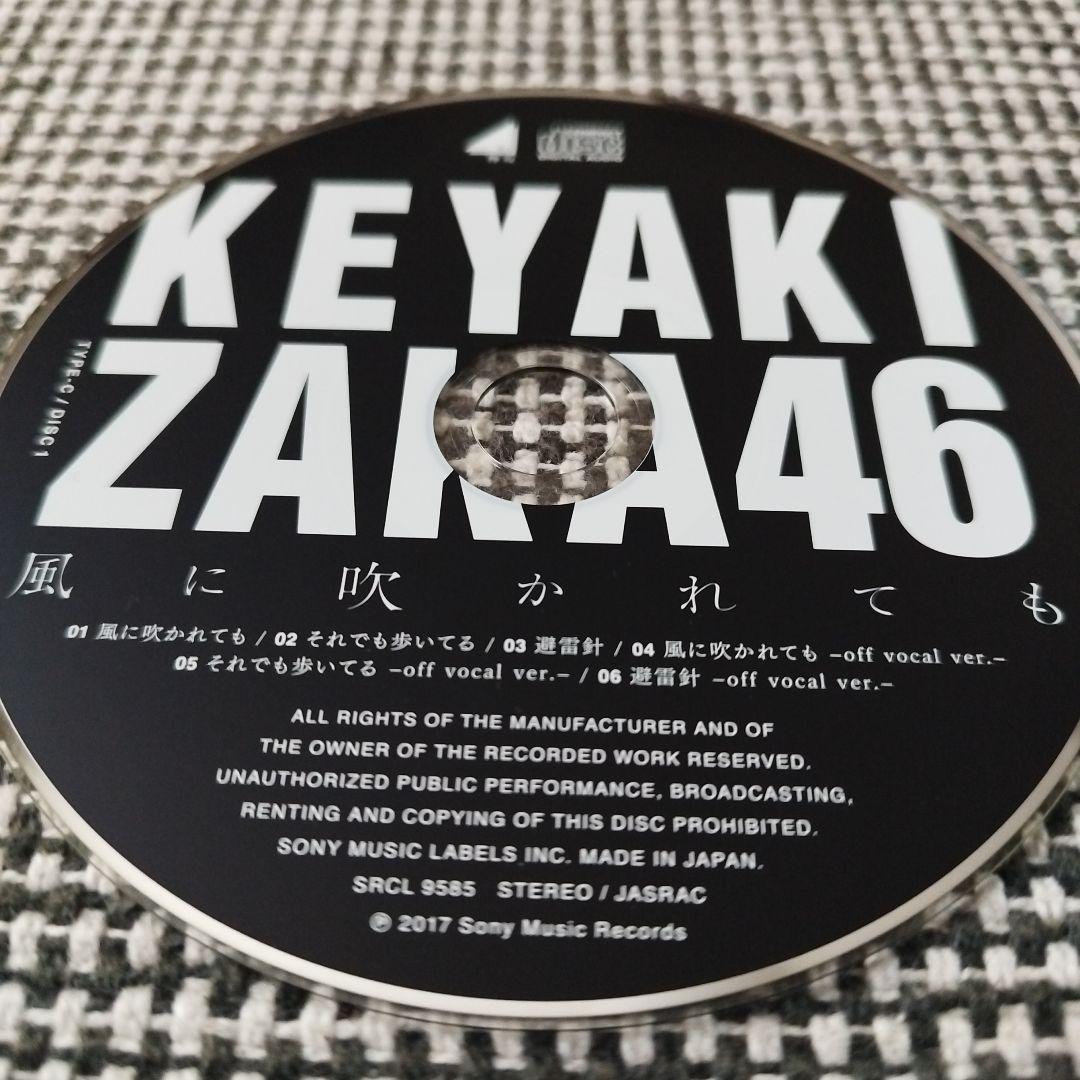 DISC
KEYAKI
ZAKA46
TYPE-C / DISC 1
風に吹かれても
01 風に吹かれても / 02 それでも歩いてる / 03 避雷針 / 04 風に吹かれても –off vocal ver.–
05 それでも歩いてる –off vocal ver.– / 06 避雷針 –off vocal ver.–
ALL RIGHTS OF THE MANUFACTURER AND OF
THE OWNER OF THE RECORDED WORK RESERVED.
UNAUTHORIZED PUBLIC PERFORMANCE, BROADCASTING,
RENTING AND COPYING OF THIS DISC PROHIBITED.
SONY MUSIC LABELS INC. MADE IN JAPAN.
SRCL 9585 STEREO / JASRAC
℗ 2017 Sony Music Records